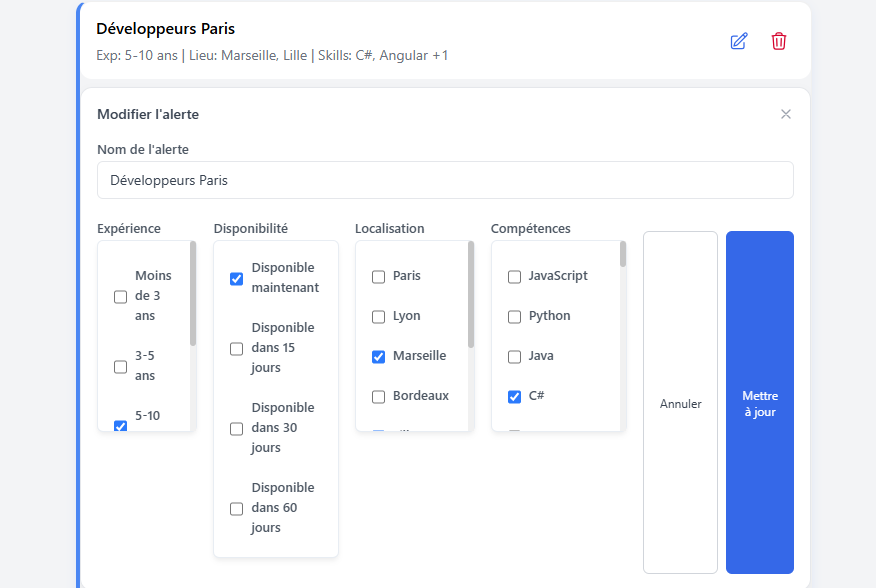 Développeurs Paris
Exp: 5-10 ans | Lieu: Marseille, Lille | Skills: C#, Angular +1
Modifier l'alerte
Nom de l'alerte
Développeurs Paris
Expérience
Moins
de 3
ans
3-5
ans
5-10
Disponibilité
Disponible
maintenant
Disponible
dans 15
jours
Disponible
dans 30
jours
Disponible
dans 60
jours
Localisation
Paris
Lyon
Marseille
Bordeaux
Compétences
JavaScript
Python
Java
C#
Annuler
Mettre
à jour